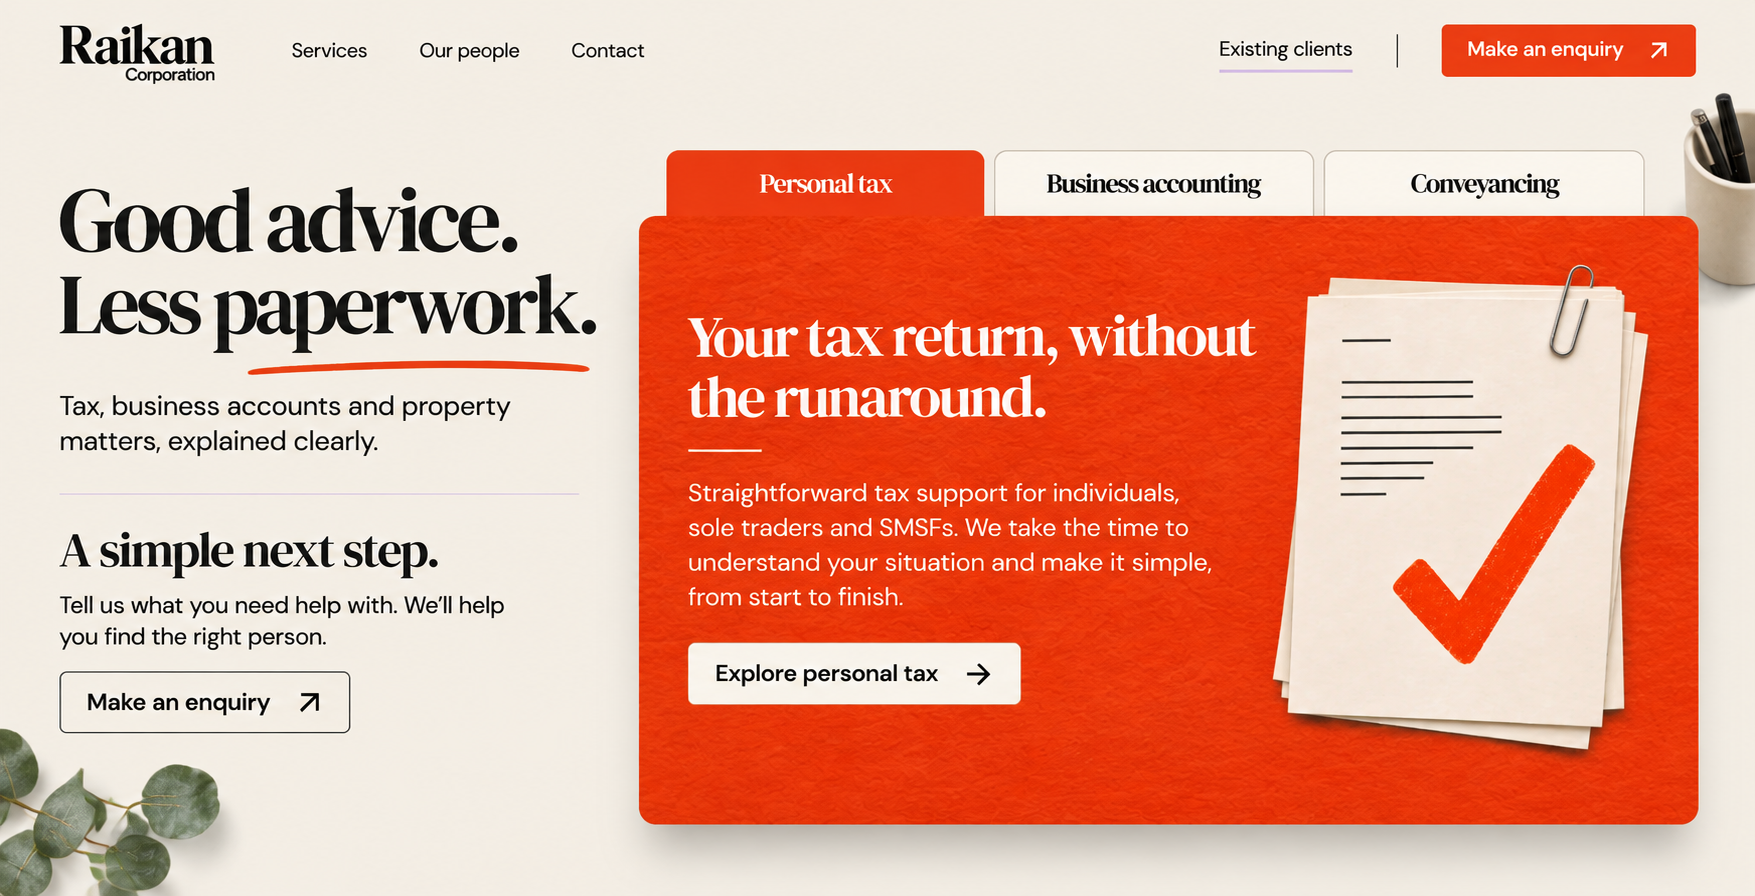 Raikan
Corporation
Services
Our people
Contact
Existing clients
Make an enquiry
Good advice.
Less paperwork.
Tax, business accounts and property
matters, explained clearly.
A simple next step.
Tell us what you need help with. We’ll help
you find the right person.
Make an enquiry
Personal tax
Business accounting
Conveyancing
Your tax return, without
the runaround.
Straightforward tax support for individuals,
sole traders and SMSFs. We take the time to
understand your situation and make it simple,
from start to finish.
Explore personal tax